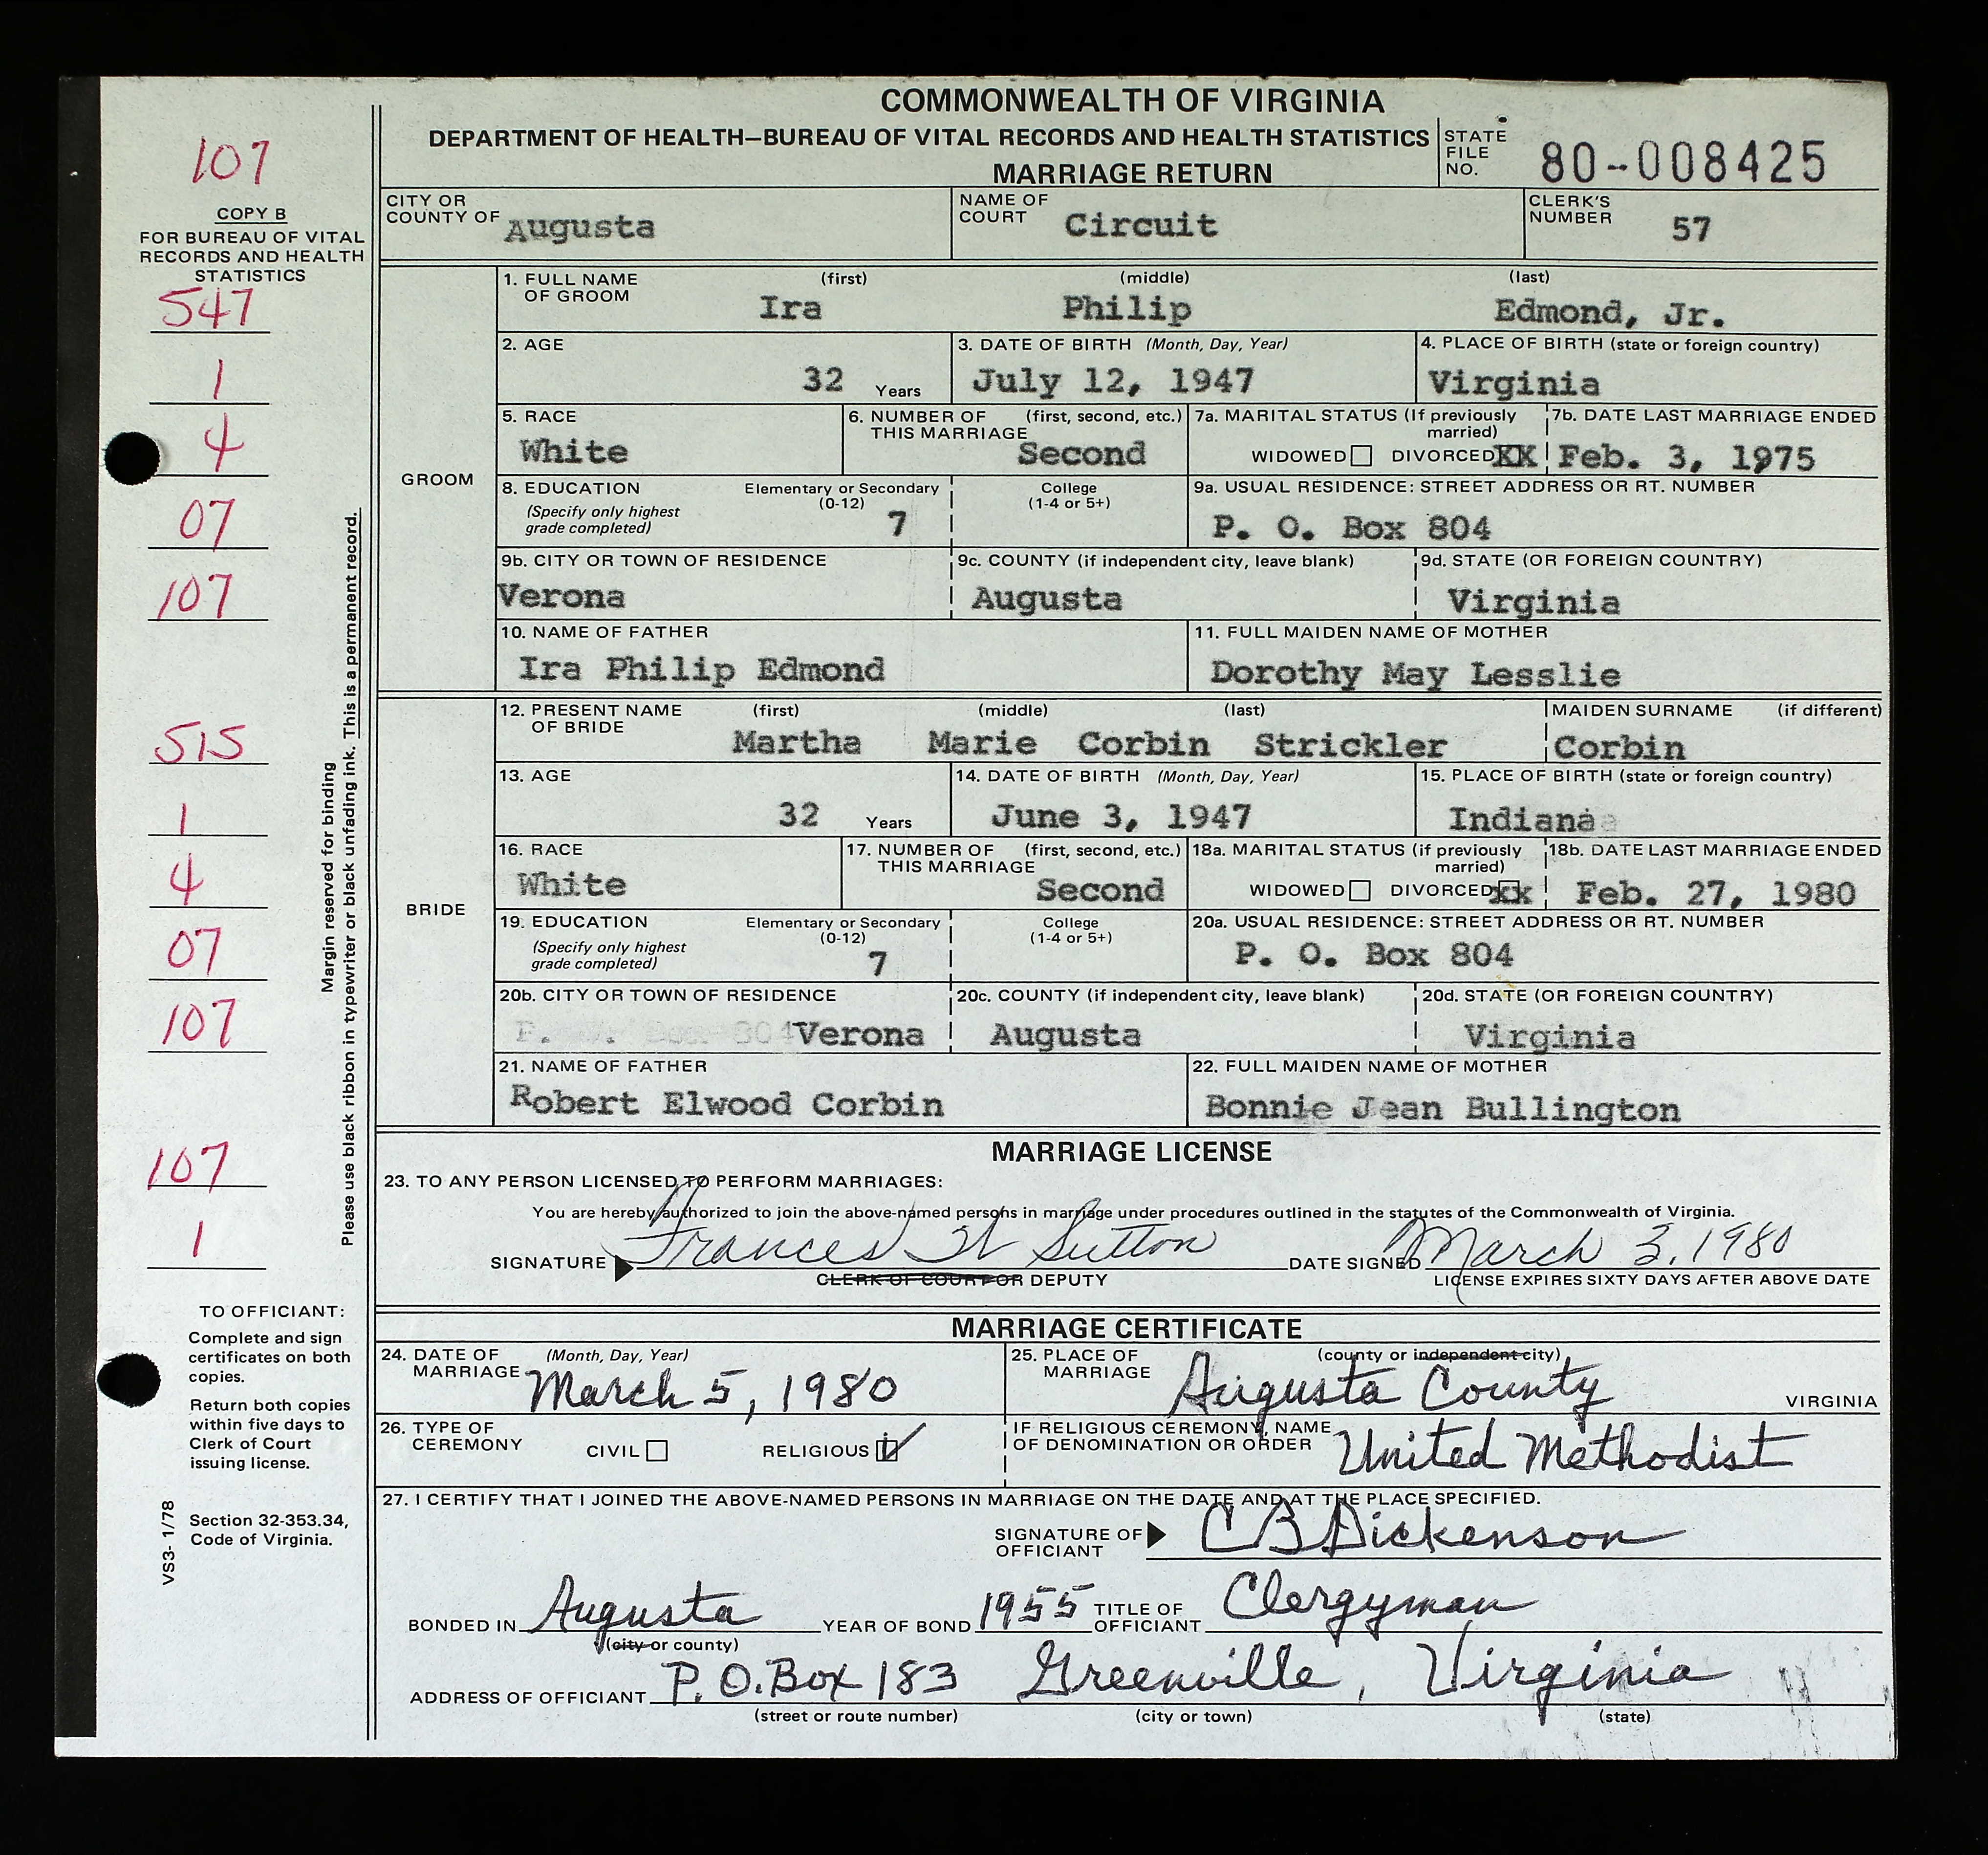 COMMONWEALTH OF VIRGINIA
DEPARTMENT OF HEALTH—BUREAU OF VITAL RECORDS AND HEALTH STATISTICS
MARRIAGE RETURN
STATE FILE NO. 80-008425
107
COPY B
FOR BUREAU OF VITAL
RECORDS AND HEALTH
STATISTICS
547
1
4
07
107
515
1
4
07
107
107
1
Margin reserved for binding
Please use black ribbon in typewriter or black unfading ink. This is a permanent record.
TO OFFICIANT:
Complete and sign
certificates on both
copies.
Return both copies
within five days to
Clerk of Court
issuing license.
Section 32-353.34,
Code of Virginia.
VS3- 1/78
CITY OR COUNTY OF Augusta
NAME OF COURT Circuit
CLERK'S NUMBER 57
GROOM
1. FULL NAME OF GROOM (first) (middle) (last)
Ira Philip Edmond, Jr.
2. AGE 32 Years
3. DATE OF BIRTH (Month, Day, Year) July 12, 1947
4. PLACE OF BIRTH (state or foreign country) Virginia
5. RACE White
6. NUMBER OF THIS MARRIAGE (first, second, etc.) Second
7a. MARITAL STATUS (If previously married)
WIDOWED DIVORCED XX
7b. DATE LAST MARRIAGE ENDED Feb. 3, 1975
8. EDUCATION (Specify only highest grade completed)
Elementary or Secondary (0-12) 7
College (1-4 or 5+)
9a. USUAL RESIDENCE: STREET ADDRESS OR RT. NUMBER
P. O. Box 804
9b. CITY OR TOWN OF RESIDENCE Verona
9c. COUNTY (if independent city, leave blank) Augusta
9d. STATE (OR FOREIGN COUNTRY) Virginia
10. NAME OF FATHER Ira Philip Edmond
11. FULL MAIDEN NAME OF MOTHER Dorothy May Lesslie
BRIDE
12. PRESENT NAME OF BRIDE (first) (middle) (last)
Martha Marie Corbin Strickler
MAIDEN SURNAME (if different) Corbin
13. AGE 32 Years
14. DATE OF BIRTH (Month, Day, Year) June 3, 1947
15. PLACE OF BIRTH (state or foreign country) Indiana
16. RACE White
17. NUMBER OF THIS MARRIAGE (first, second, etc.) Second
18a. MARITAL STATUS (if previously married)
WIDOWED DIVORCED xx
18b. DATE LAST MARRIAGE ENDED Feb. 27, 1980
19. EDUCATION (Specify only highest grade completed)
Elementary or Secondary (0-12) 7
College (1-4 or 5+)
20a. USUAL RESIDENCE: STREET ADDRESS OR RT. NUMBER
P. O. Box 804
20b. CITY OR TOWN OF RESIDENCE Verona
20c. COUNTY (if independent city, leave blank) Augusta
20d. STATE (OR FOREIGN COUNTRY) Virginia
21. NAME OF FATHER Robert Elwood Corbin
22. FULL MAIDEN NAME OF MOTHER Bonnie Jean Bullington
MARRIAGE LICENSE
23. TO ANY PERSON LICENSED TO PERFORM MARRIAGES:
You are hereby authorized to join the above-named persons in marriage under procedures outlined in the statutes of the Commonwealth of Virginia.
SIGNATURE Frances W Sutton DATE SIGNED March 3, 1980
CLERK OF COURT OR DEPUTY
LICENSE EXPIRES SIXTY DAYS AFTER ABOVE DATE
MARRIAGE CERTIFICATE
24. DATE OF MARRIAGE (Month, Day, Year) March 5, 1980
25. PLACE OF MARRIAGE (county or independent city) Augusta County VIRGINIA
26. TYPE OF CEREMONY CIVIL RELIGIOUS
IF RELIGIOUS CEREMONY, NAME OF DENOMINATION OR ORDER United Methodist
27. I CERTIFY THAT I JOINED THE ABOVE-NAMED PERSONS IN MARRIAGE ON THE DATE AND AT THE PLACE SPECIFIED.
SIGNATURE OF OFFICIANT C B Dickenson
BONDED IN Augusta YEAR OF BOND 1955 TITLE OF OFFICIANT Clergyman
(city or county)
ADDRESS OF OFFICIANT P.O. Box 183 Greenville, Virginia
(street or route number) (city or town) (state)